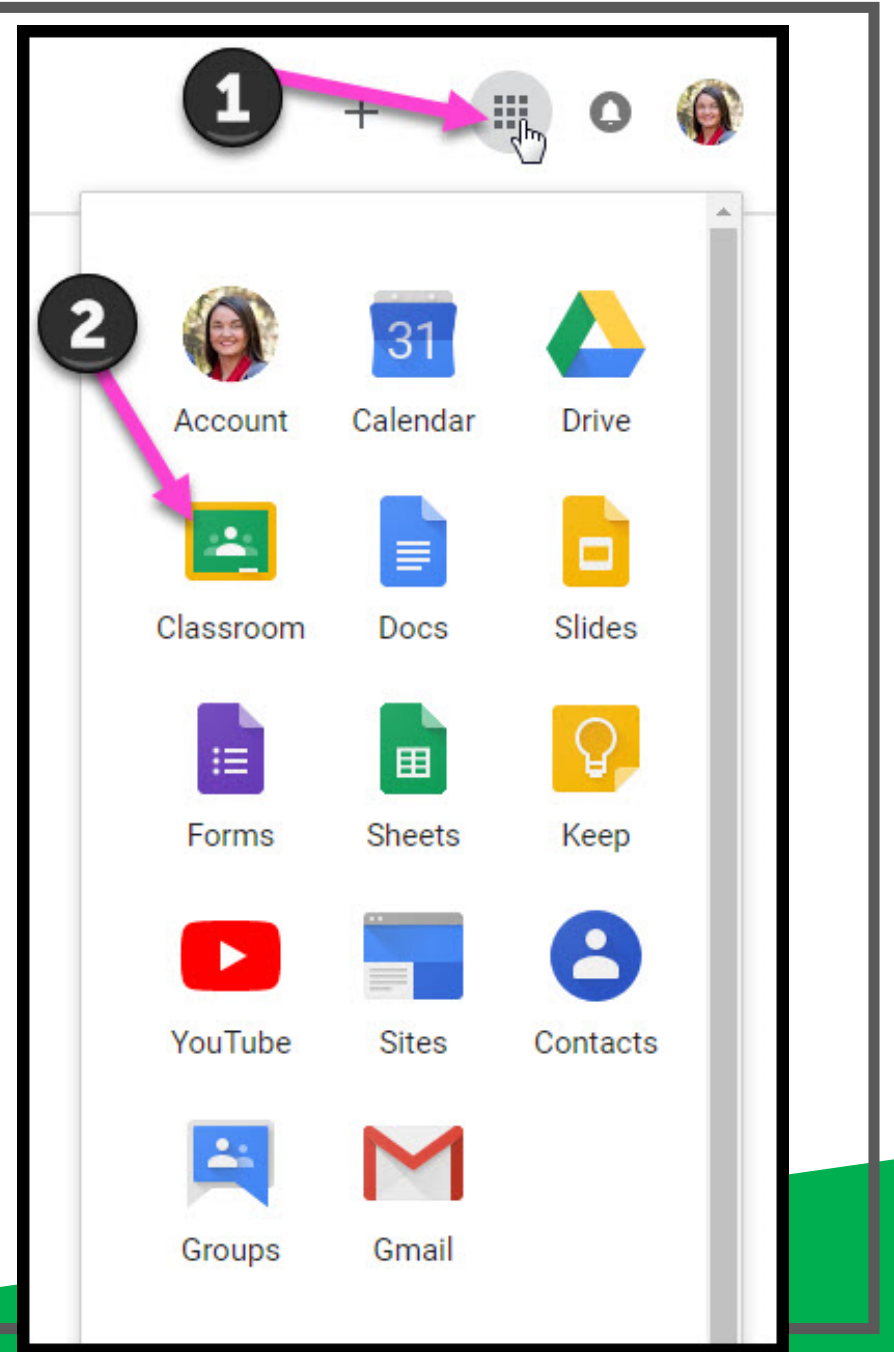 1
2
31
Account Calendar Drive
Classroom Docs Slides
Forms Sheets Keep
YouTube Sites Contacts
Groups Gmail